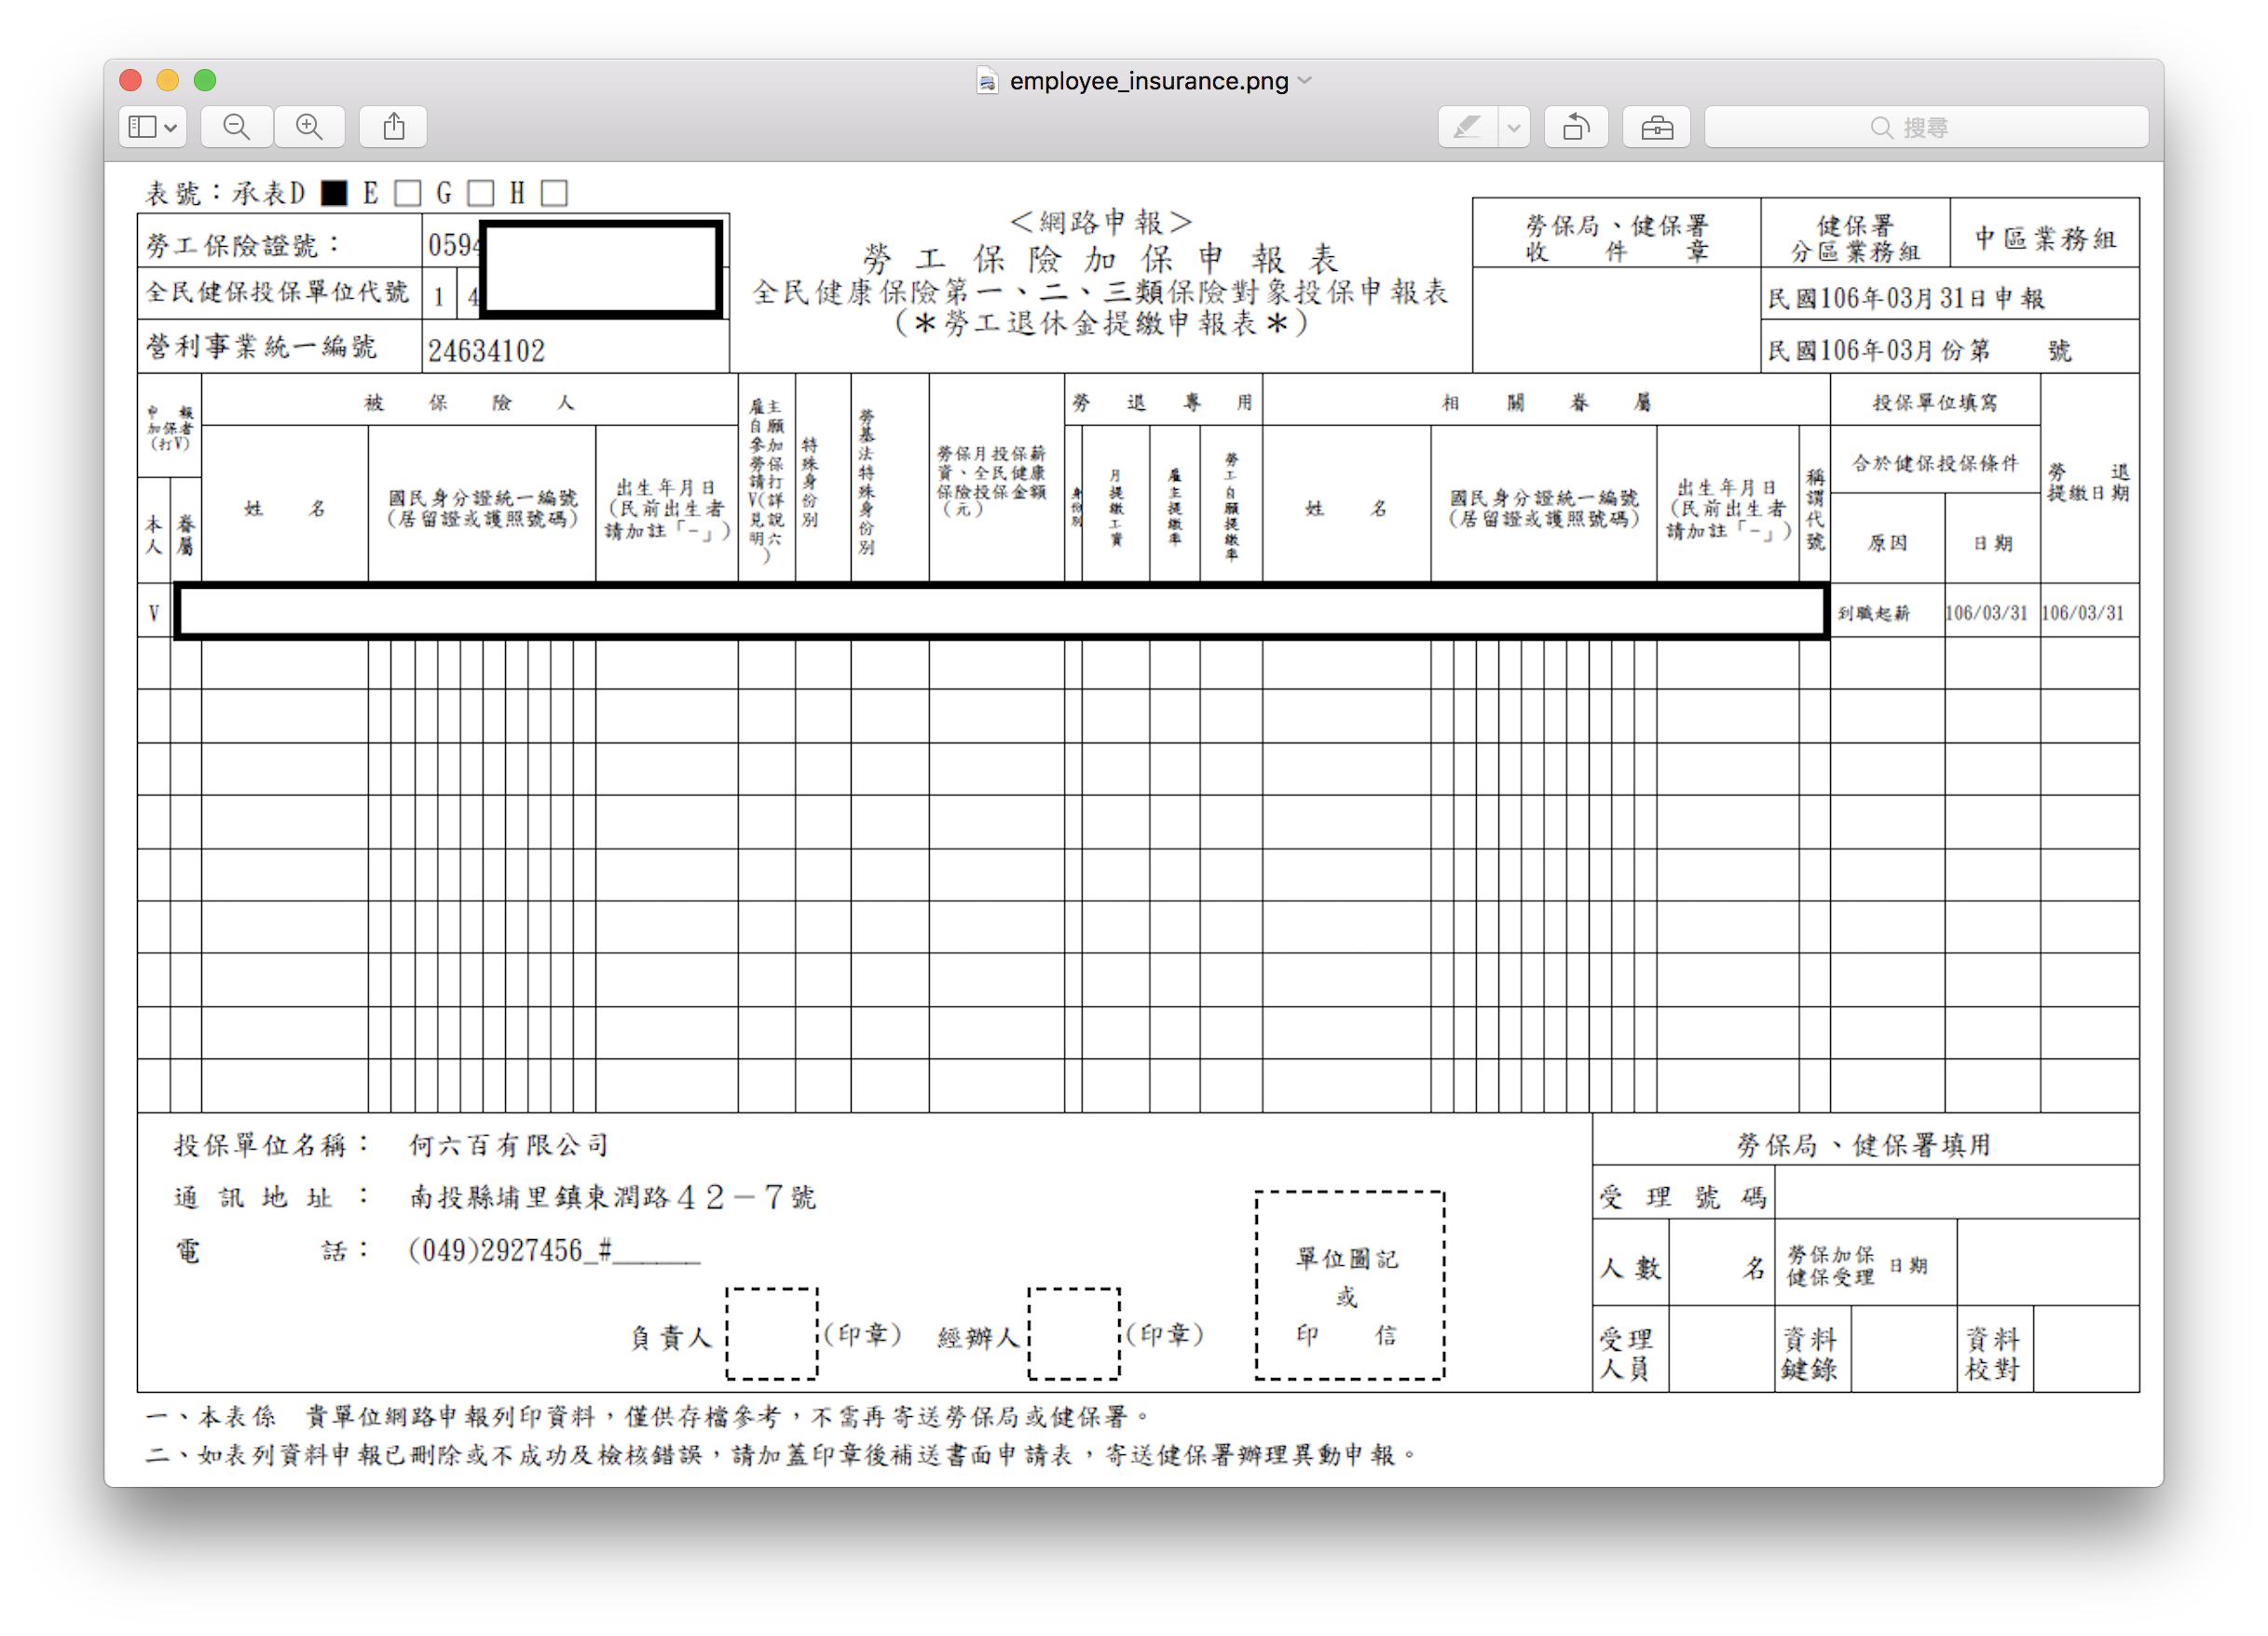 employee_insurance.png
搜尋
表號：承表D ■ E □ G □ H □
勞工保險證號： 059
全民健保投保單位代號 1 4
營利事業統一編號 24634102
＜網路申報＞
勞工保險加保申報表
全民健康保險第一、二、三類保險對象投保申報表
(＊勞工退休金提繳申報表＊)
勞保局、健保署
收件章
健保署
分區業務組
中區業務組
民國106年03月31日申報
民國106年03月份第 號
申報
加保者
(打V)
本人
眷屬
被保險人
姓名
國民身分證統一編號
(居留證或護照號碼)
出生年月日
(民前出生者
請加註「-」)
雇主自願參加勞保請打V(詳見說明六)
特殊身份別
勞基法特殊身份別
勞保月投保薪
資、全民健康
保險投保金額
(元)
勞退專用
身份別
月提繳工資
雇主提繳率
勞工自願提繳率
相關眷屬
姓名
國民身分證統一編號
(居留證或護照號碼)
出生年月日
(民前出生者
請加註「-」)
稱謂代號
投保單位填寫
合於健保投保條件
原因
日期
勞退
提繳日期
V 到職起薪 106/03/31 106/03/31
投保單位名稱： 何六百有限公司
通訊地址： 南投縣埔里鎮東潤路４２－７號
電話： (049)2927456_#______
負責人 (印章) 經辦人 (印章)
單位圖記
或
印信
勞保局、健保署填用
受理號碼
人數 名
勞保加保
健保受理 日期
受理
人員
資料
鍵錄
資料
校對
一、本表係　貴單位網路申報列印資料，僅供存檔參考，不需再寄送勞保局或健保署。
二、如表列資料申報已刪除或不成功及檢核錯誤，請加蓋印章後補送書面申請表，寄送健保署辦理異動申報。